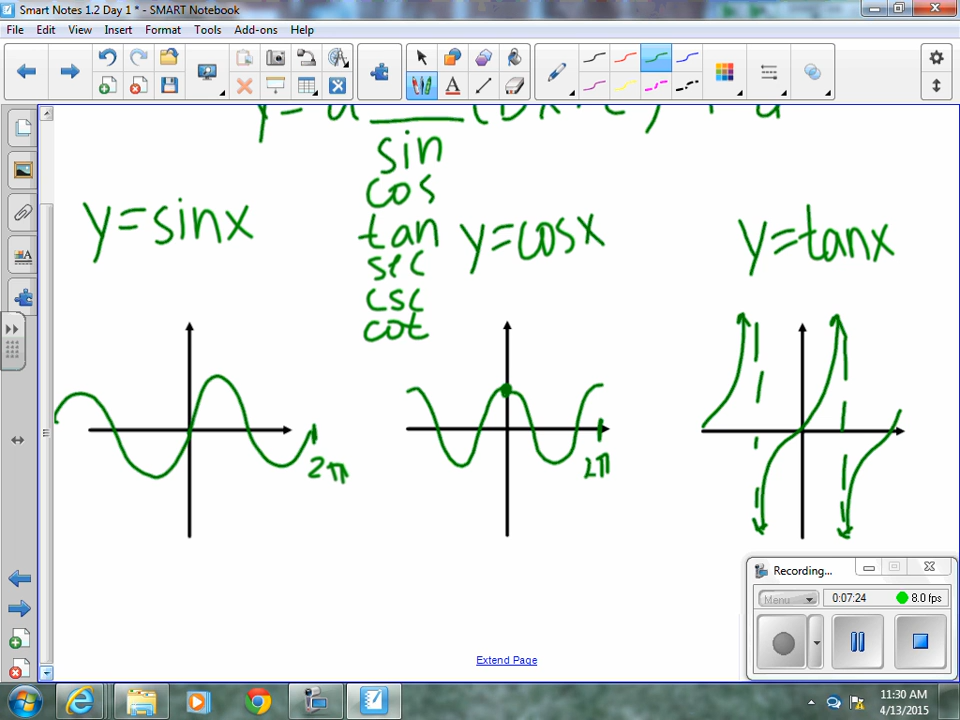 Smart Notes 1.2 Day 1 * - SMART Notebook
File Edit View Insert Format Tools Add-ons Help
sin
cos
tan
sec
csc
cot
y=sinx
y=cosx
y=tanx
2π
2π
Extend Page
Recording...
Menu
0:07:24
8.0 fps
11:30 AM
4/13/2015